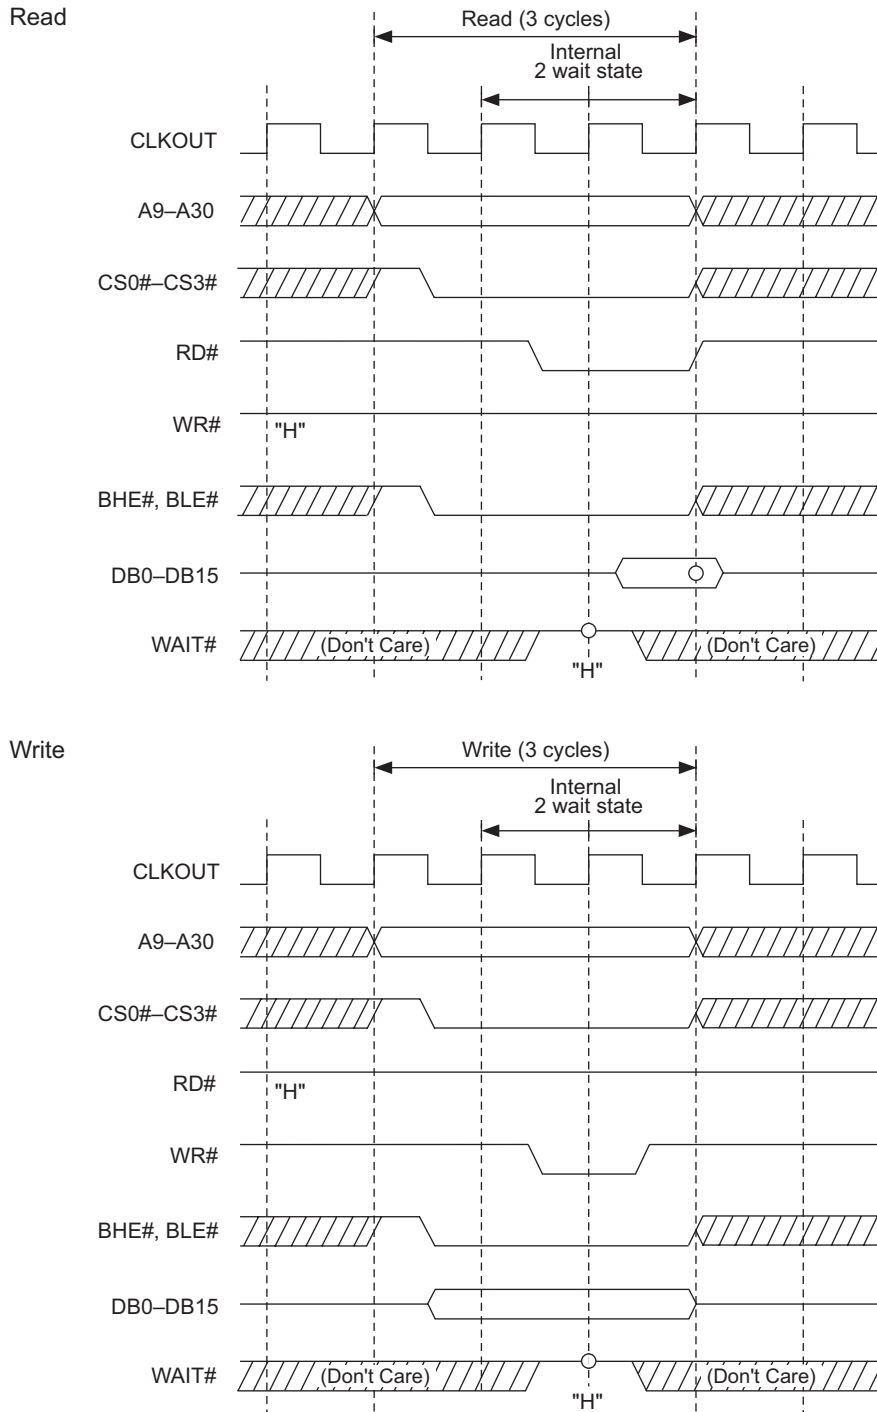 Read
Read (3 cycles)
Internal
2 wait state
CLKOUT
A9–A30
CS0#–CS3#
RD#
WR#
"H"
BHE#, BLE#
DB0–DB15
WAIT#
(Don't Care)
(Don't Care)
"H"
Write
Write (3 cycles)
Internal
2 wait state
CLKOUT
A9–A30
CS0#–CS3#
RD#
"H"
WR#
BHE#, BLE#
DB0–DB15
WAIT#
(Don't Care)
(Don't Care)
"H"